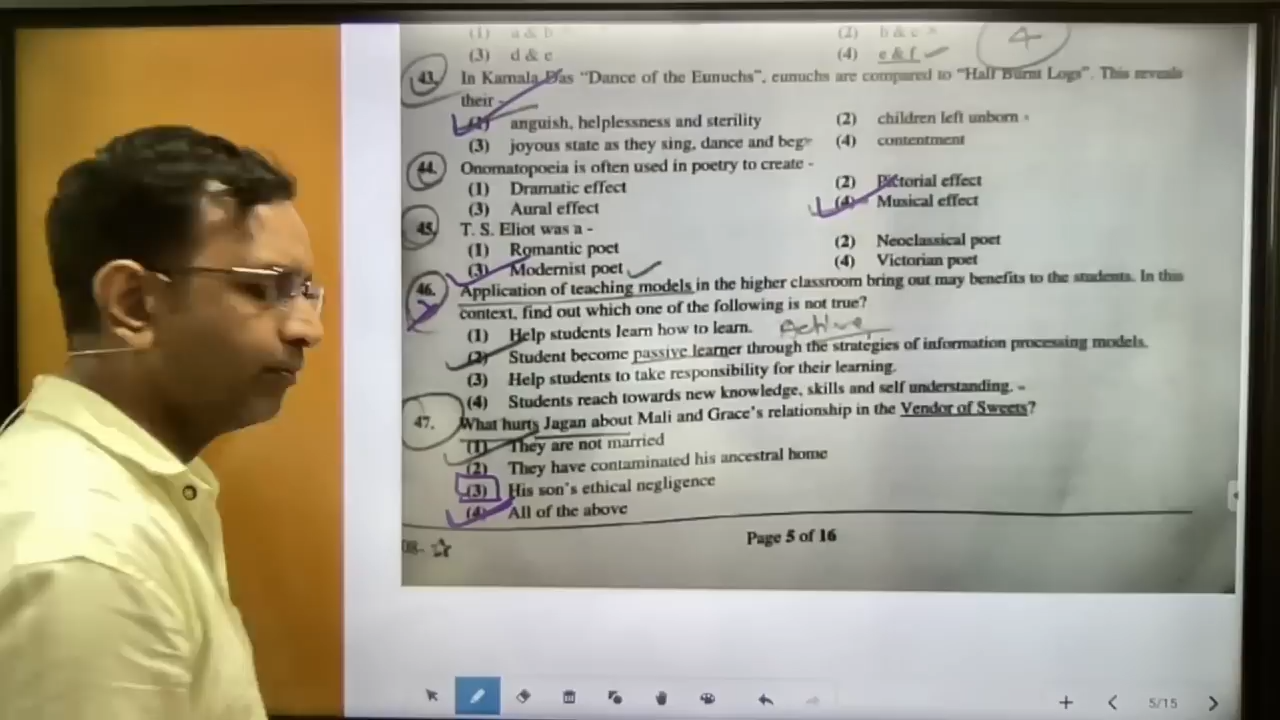 (1) a & b (2) b & c
(3) d & e (4) e & f 4
43. In Kamala Das "Dance of the Eunuchs", eunuchs are compared to "Half Burnt Logs". This reveals
their -
(1) anguish, helplessness and sterility (2) children left unborn
(3) joyous state as they sing, dance and beg (4) contentment
44. Onomatopoeia is often used in poetry to create -
(1) Dramatic effect (2) Pictorial effect
(3) Aural effect (4) Musical effect
45. T. S. Eliot was a -
(1) Romantic poet (2) Neoclassical poet
(3) Modernist poet (4) Victorian poet
46. Application of teaching models in the higher classroom bring out may benefits to the students. In this
context, find out which one of the following is not true?
(1) Help students learn how to learn. Active
(2) Student become passive learner through the strategies of information processing models.
(3) Help students to take responsibility for their learning.
(4) Students reach towards new knowledge, skills and self understanding.
47. What hurts Jagan about Mali and Grace's relationship in the Vendor of Sweets?
(1) They are not married
(2) They have contaminated his ancestral home
(3) His son's ethical negligence
(4) All of the above
08-
Page 5 of 16
5/15